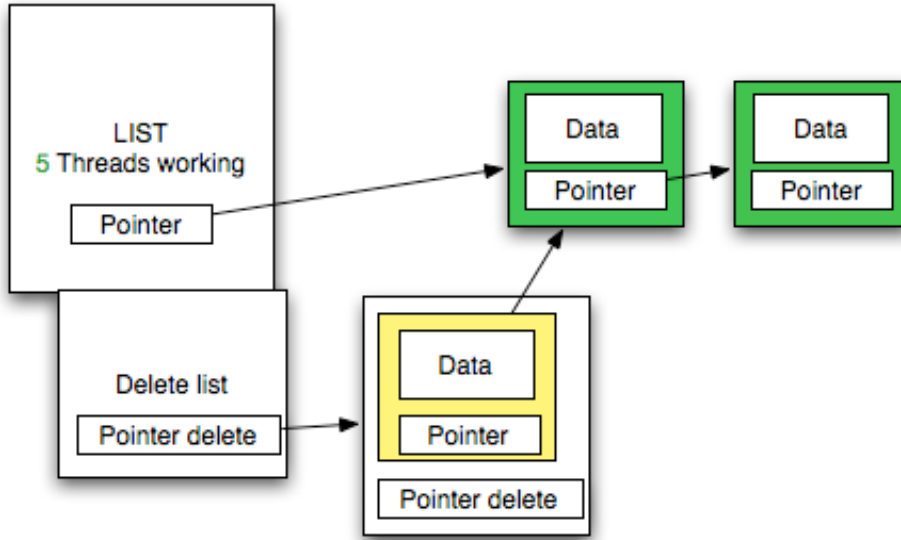 LIST
5 Threads working
Pointer
Data
Pointer
Data
Pointer
Delete list
Pointer delete
Data
Pointer
Pointer delete